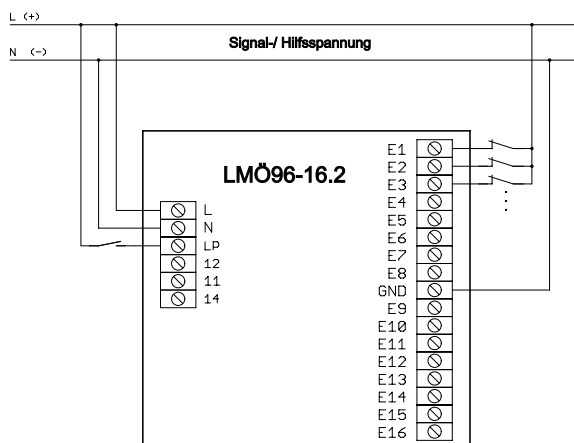 L (+)
Signal-/ Hilfsspannung
N (-)
LMÖ96-16.2
L
N
LP
12
11
14
E1
E2
E3
E4
E5
E6
E7
E8
GND
E9
E10
E11
E12
E13
E14
E15
E16